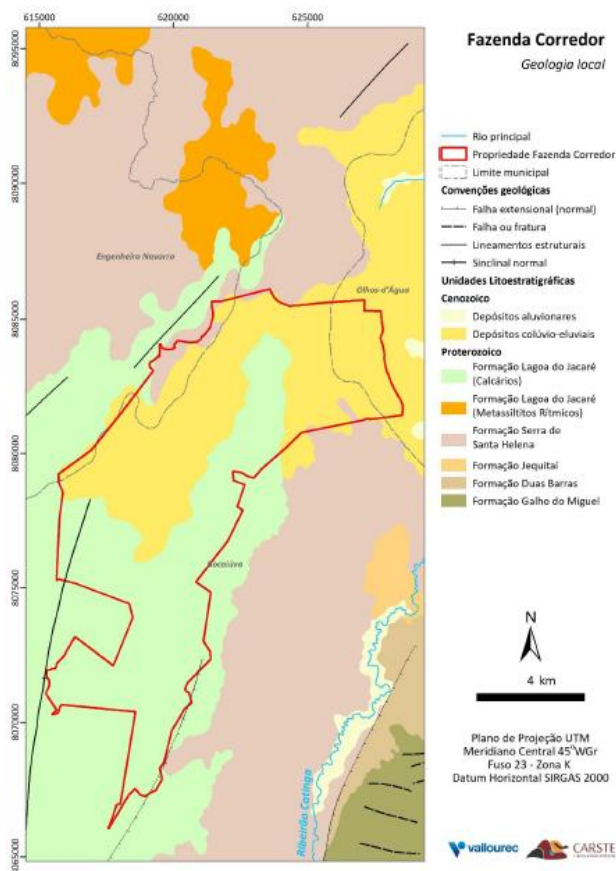 615000
620000
625000
8095000
8090000
8085000
8080000
8075000
8070000
8065000
Engenheiro Navarro
Olhos-d'Água
Bocaiúva
Ribeirão Catinga
Fazenda Corredor
Geologia local
Rio principal
Propriedade Fazenda Corredor
Limite municipal
Convenções geológicas
Falha extensional (normal)
Falha ou fratura
Lineamentos estruturais
Sinclinal normal
Unidades Litoestratigráficas
Cenozoico
Depósitos aluvionares
Depósitos colúvio-eluviais
Proterozoico
Formação Lagoa do Jacaré
(Calcários)
Formação Lagoa do Jacaré
(Metassiltitos Rítmicos)
Formação Serra de
Santa Helena
Formação Jequitaí
Formação Duas Barras
Formação Galho do Miguel
N
4 km
Plano de Projeção UTM
Meridiano Central 45°WGr
Fuso 23 - Zona K
Datum Horizontal SIRGAS 2000
vallourec
CARSTE